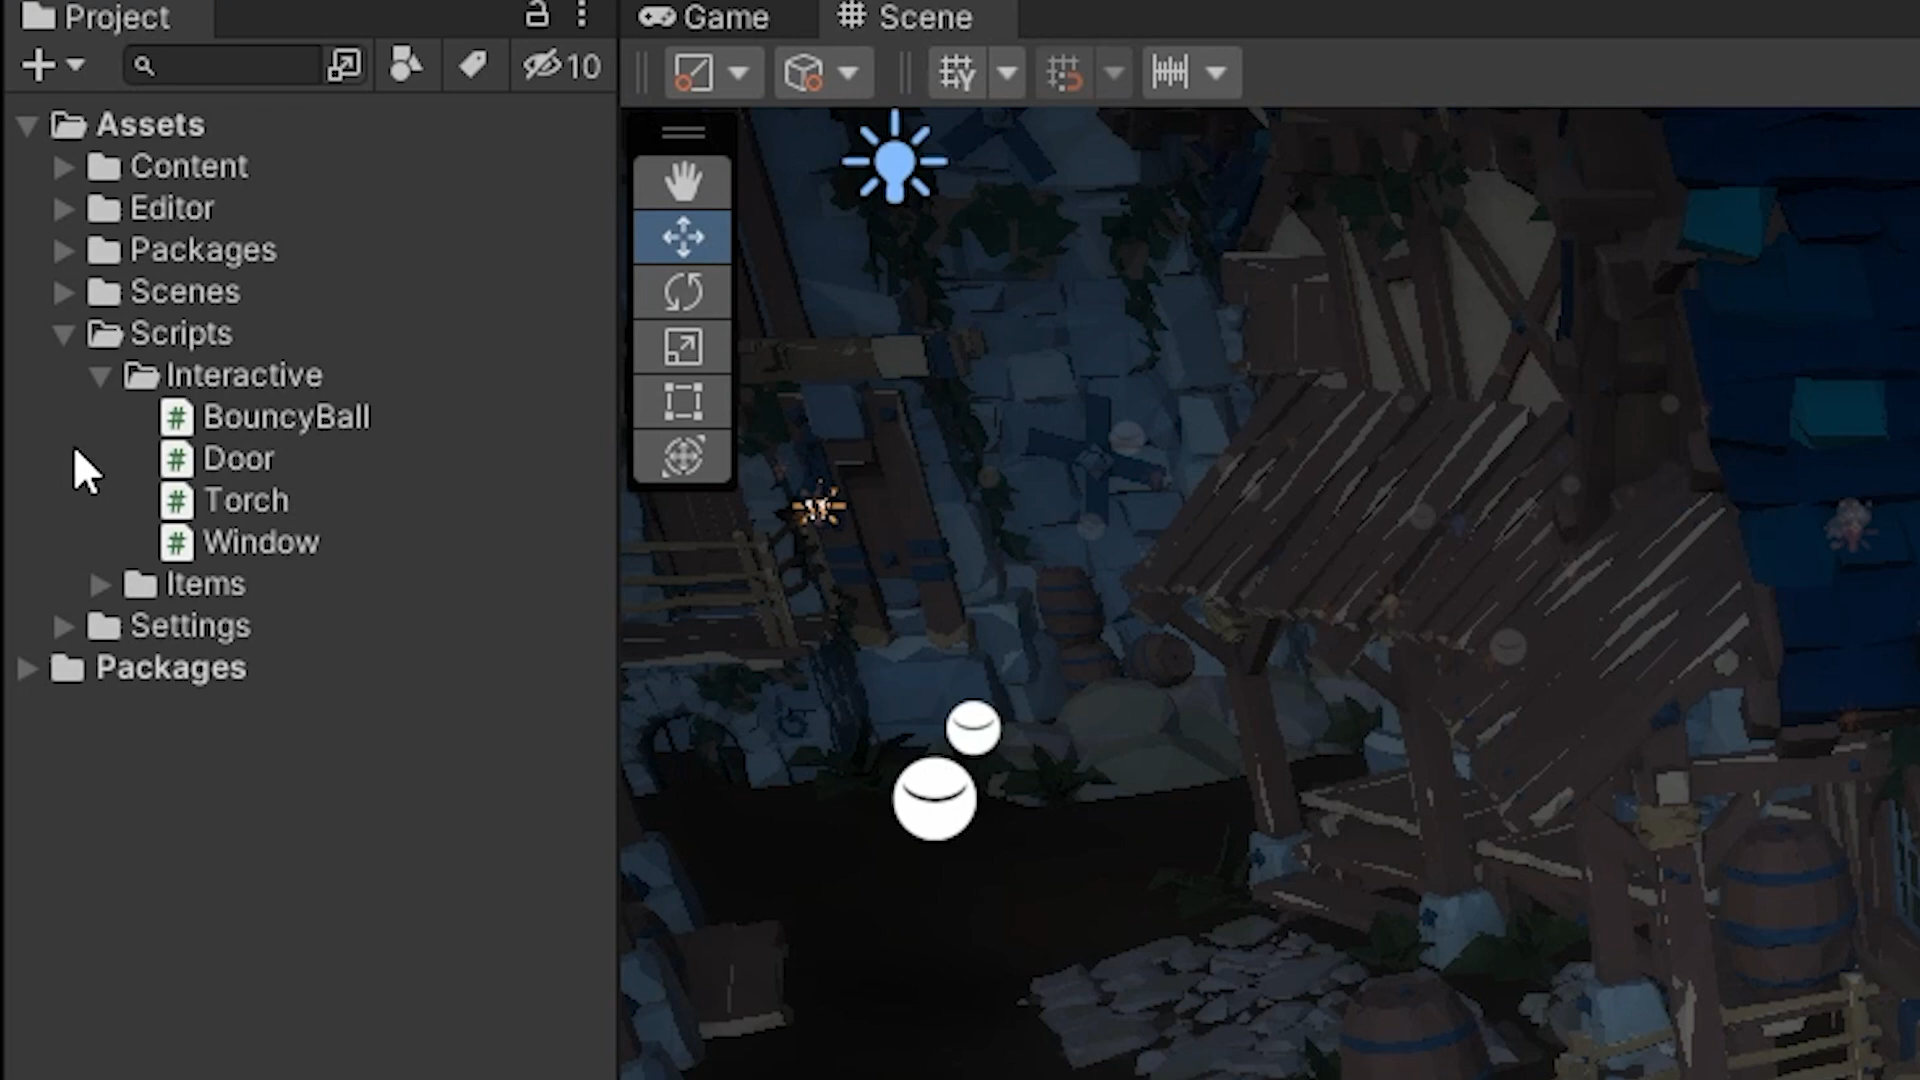 Project
Game
Scene
10
Assets
Content
Editor
Packages
Scenes
Scripts
Interactive
# BouncyBall
# Door
# Torch
# Window
Items
Settings
Packages